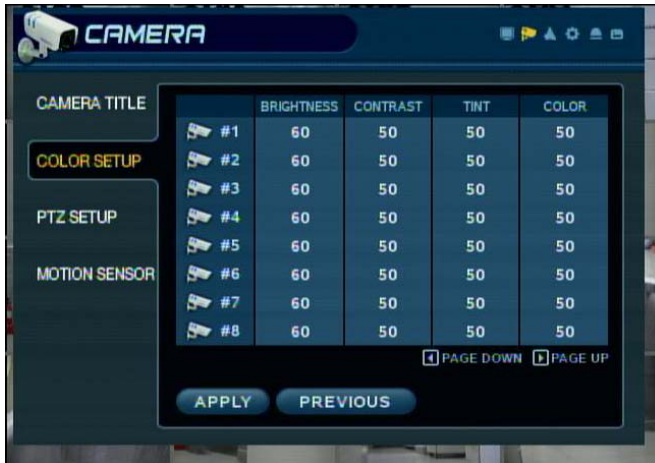 CAMERA
CAMERA TITLE
COLOR SETUP
PTZ SETUP
MOTION SENSOR
BRIGHTNESS CONTRAST TINT COLOR
#1 60 50 50 50
#2 60 50 50 50
#3 60 50 50 50
#4 60 50 50 50
#5 60 50 50 50
#6 60 50 50 50
#7 60 50 50 50
#8 60 50 50 50
PAGE DOWN PAGE UP
APPLY PREVIOUS